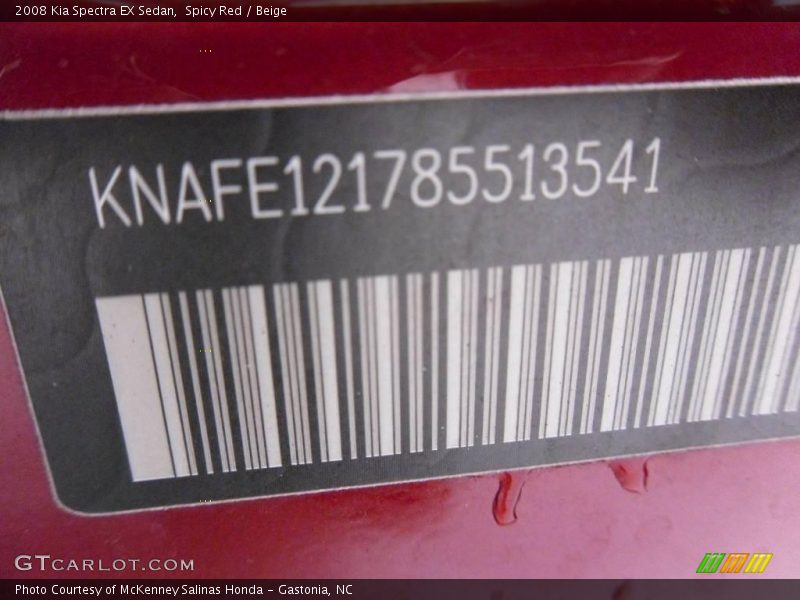 2008 Kia Spectra EX Sedan,  Spicy Red / Beige
KNAFE121785513541
GTCARLOT.COM
Photo Courtesy of McKenney Salinas Honda - Gastonia, NC